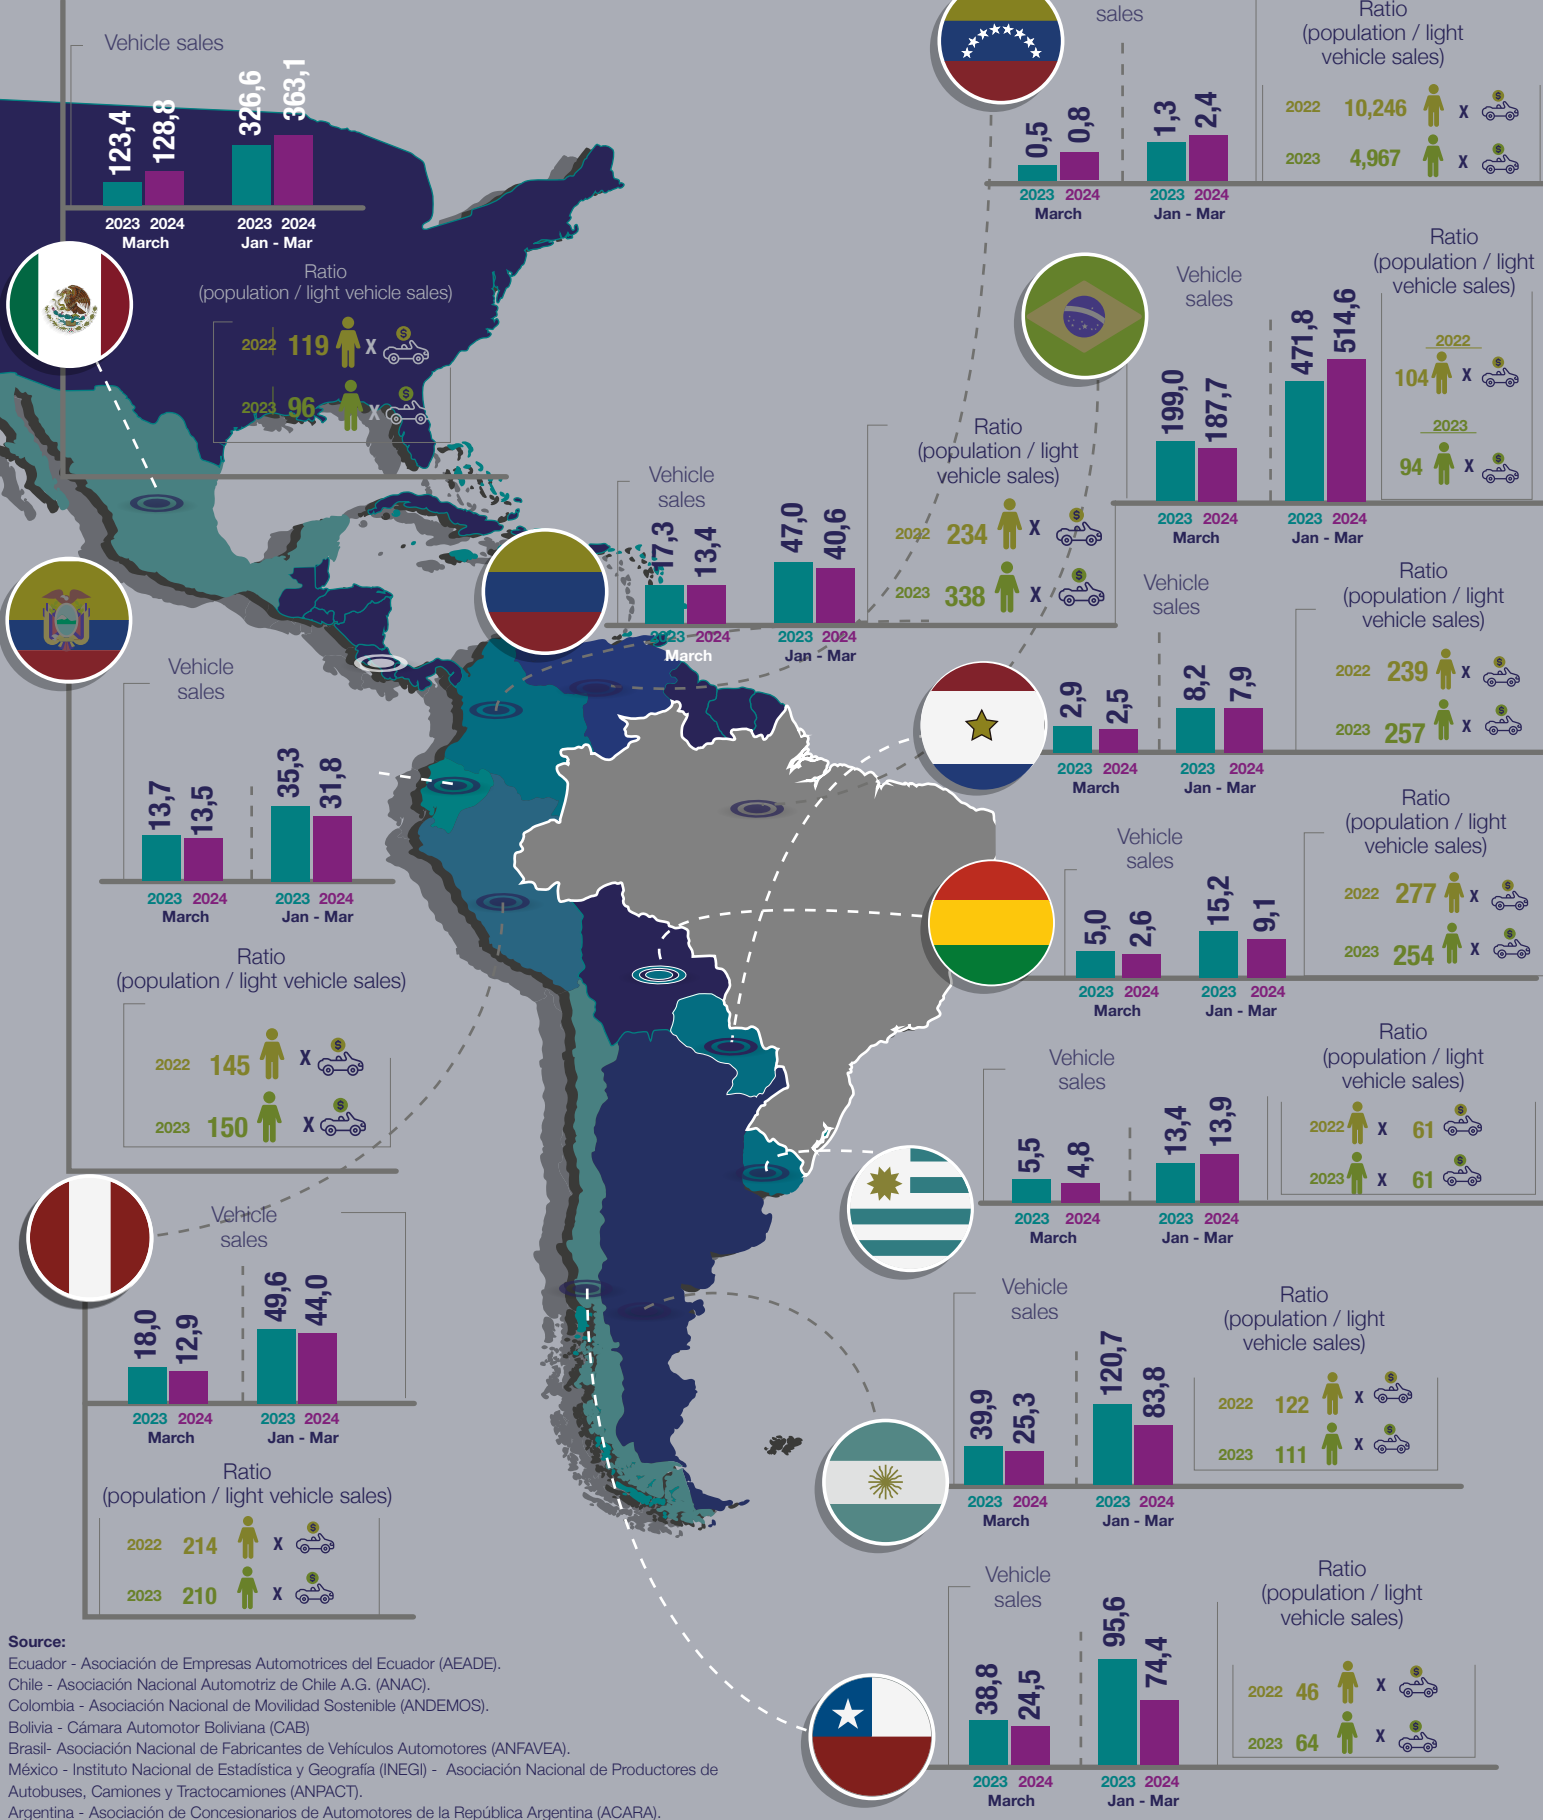 Vehicle sales
123,4
128,8
326,6
363,1
2023 2024
March
2023 2024
Jan - Mar
Ratio
(population / light vehicle sales)
2022 119 X $
2023 96 X $
sales
0,5
0,8
1,3
2,4
2023 2024
March
2023 2024
Jan - Mar
Ratio
(population / light
vehicle sales)
2022 10,246 X $
2023 4,967 X $
Vehicle
sales
199,0
187,7
471,8
514,6
2023 2024
March
2023 2024
Jan - Mar
Ratio
(population / light
vehicle sales)
2022
104 X $
2023
94 X $
Vehicle
sales
17,3
13,4
47,0
40,6
2023 2024
March
2023 2024
Jan - Mar
Ratio
(population / light
vehicle sales)
2022 234 X $
2023 338 X $
Vehicle
sales
2,9
2,5
8,2
7,9
2023 2024
March
2023 2024
Jan - Mar
Ratio
(population / light
vehicle sales)
2022 239 X $
2023 257 X $
Vehicle
sales
13,7
13,5
35,3
31,8
2023 2024
March
2023 2024
Jan - Mar
Ratio
(population / light vehicle sales)
2022 145 X $
2023 150 X $
Vehicle
sales
5,0
2,6
15,2
9,1
2023 2024
March
2023 2024
Jan - Mar
Ratio
(population / light
vehicle sales)
2022 277 X $
2023 254 X $
Vehicle
sales
5,5
4,8
13,4
13,9
2023 2024
March
2023 2024
Jan - Mar
Ratio
(population / light
vehicle sales)
2022 X 61 $
2023 X 61 $
Vehicle
sales
18,0
12,9
49,6
44,0
2023 2024
March
2023 2024
Jan - Mar
Ratio
(population / light vehicle sales)
2022 214 X $
2023 210 X $
Vehicle
sales
39,9
25,3
120,7
83,8
2023 2024
March
2023 2024
Jan - Mar
Ratio
(population / light
vehicle sales)
2022 122 X $
2023 111 X $
Vehicle
sales
38,8
24,5
95,6
74,4
2023 2024
March
2023 2024
Jan - Mar
Ratio
(population / light
vehicle sales)
2022 46 X $
2023 64 X $
Source:
Ecuador - Asociación de Empresas Automotrices del Ecuador (AEADE).
Chile - Asociación Nacional Automotriz de Chile A.G. (ANAC).
Colombia - Asociación Nacional de Movilidad Sostenible (ANDEMOS).
Bolivia - Cámara Automotor Boliviana (CAB)
Brasil- Asociación Nacional de Fabricantes de Vehículos Automotores (ANFAVEA).
México - Instituto Nacional de Estadística y Geografía (INEGI) - Asociación Nacional de Productores de
Autobuses, Camiones y Tractocamiones (ANPACT).
Argentina - Asociación de Concesionarios de Automotores de la República Argentina (ACARA).